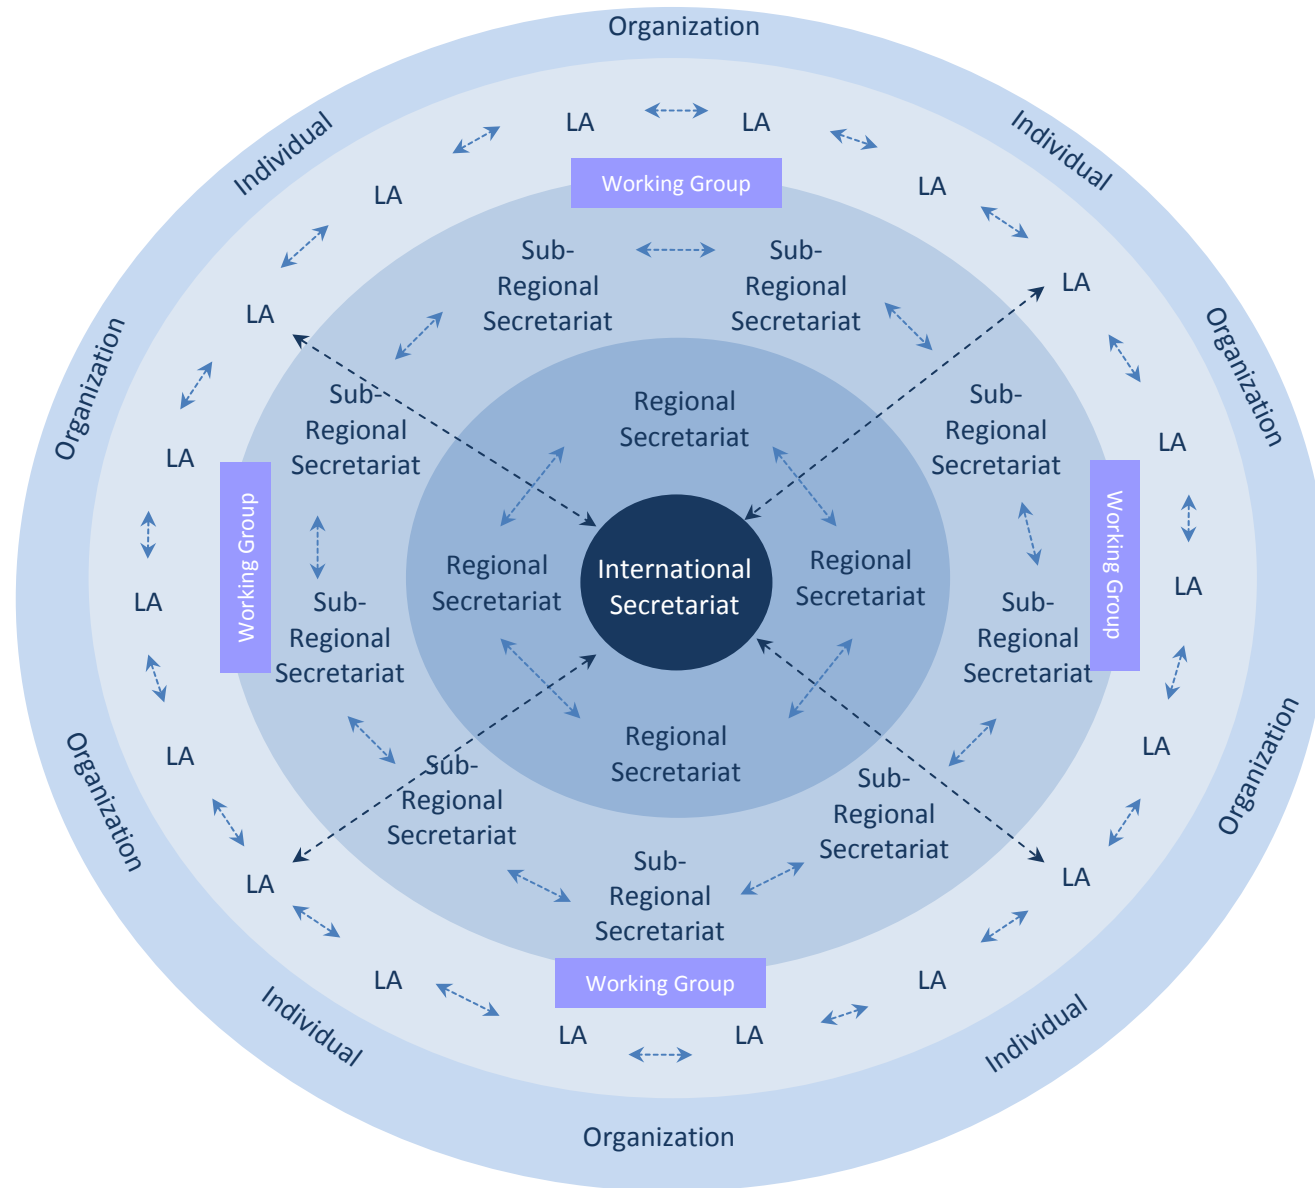 Organization
Individual
Individual
LA
LA
LA
LA
Working Group
Sub-
Regional
Secretariat
Sub-
Regional
Secretariat
LA
LA
Organization
Organization
Sub-
Regional
Secretariat
Regional
Secretariat
Sub-
Regional
Secretariat
LA
LA
Working Group
Working Group
Regional
Secretariat
International
Secretariat
Regional
Secretariat
LA
LA
Sub-
Regional
Secretariat
Sub-
Regional
Secretariat
Organization
Organization
LA
LA
Regional
Secretariat
Sub-
Regional
Secretariat
Sub-
Regional
Secretariat
LA
LA
Sub-
Regional
Secretariat
LA
LA
Working Group
Individual
Individual
LA
LA
Organization